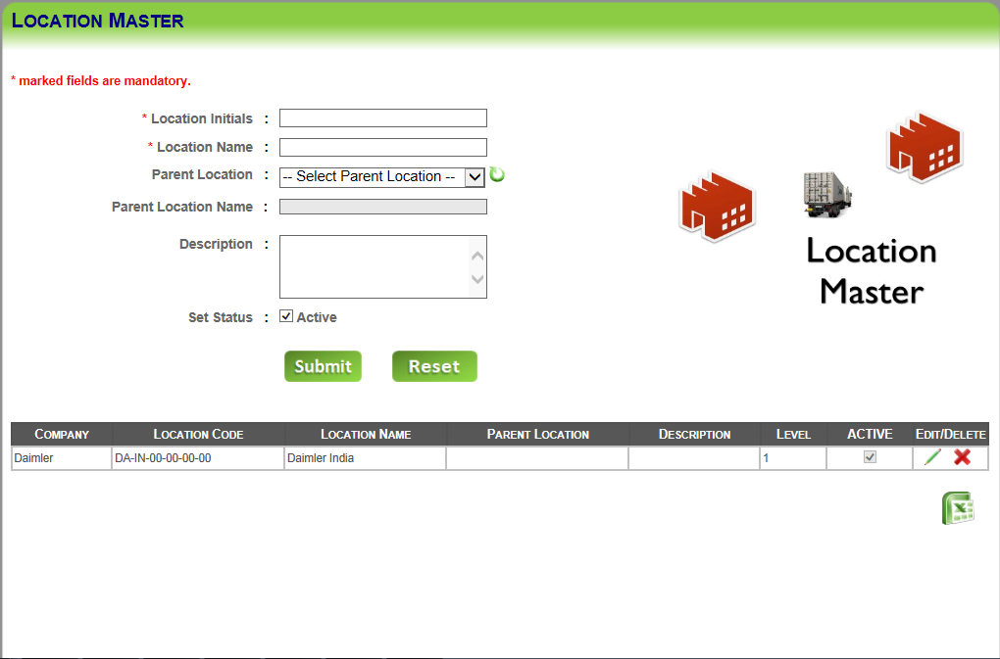 LOCATION MASTER
* marked fields are mandatory.
* Location Initials :
* Location Name :
Parent Location : -- Select Parent Location --
Parent Location Name :
Description :
Set Status : Active
Submit Reset
Location
Master
COMPANY LOCATION CODE LOCATION NAME PARENT LOCATION DESCRIPTION LEVEL ACTIVE EDIT/DELETE
Daimler DA-IN-00-00-00-00 Daimler India 1